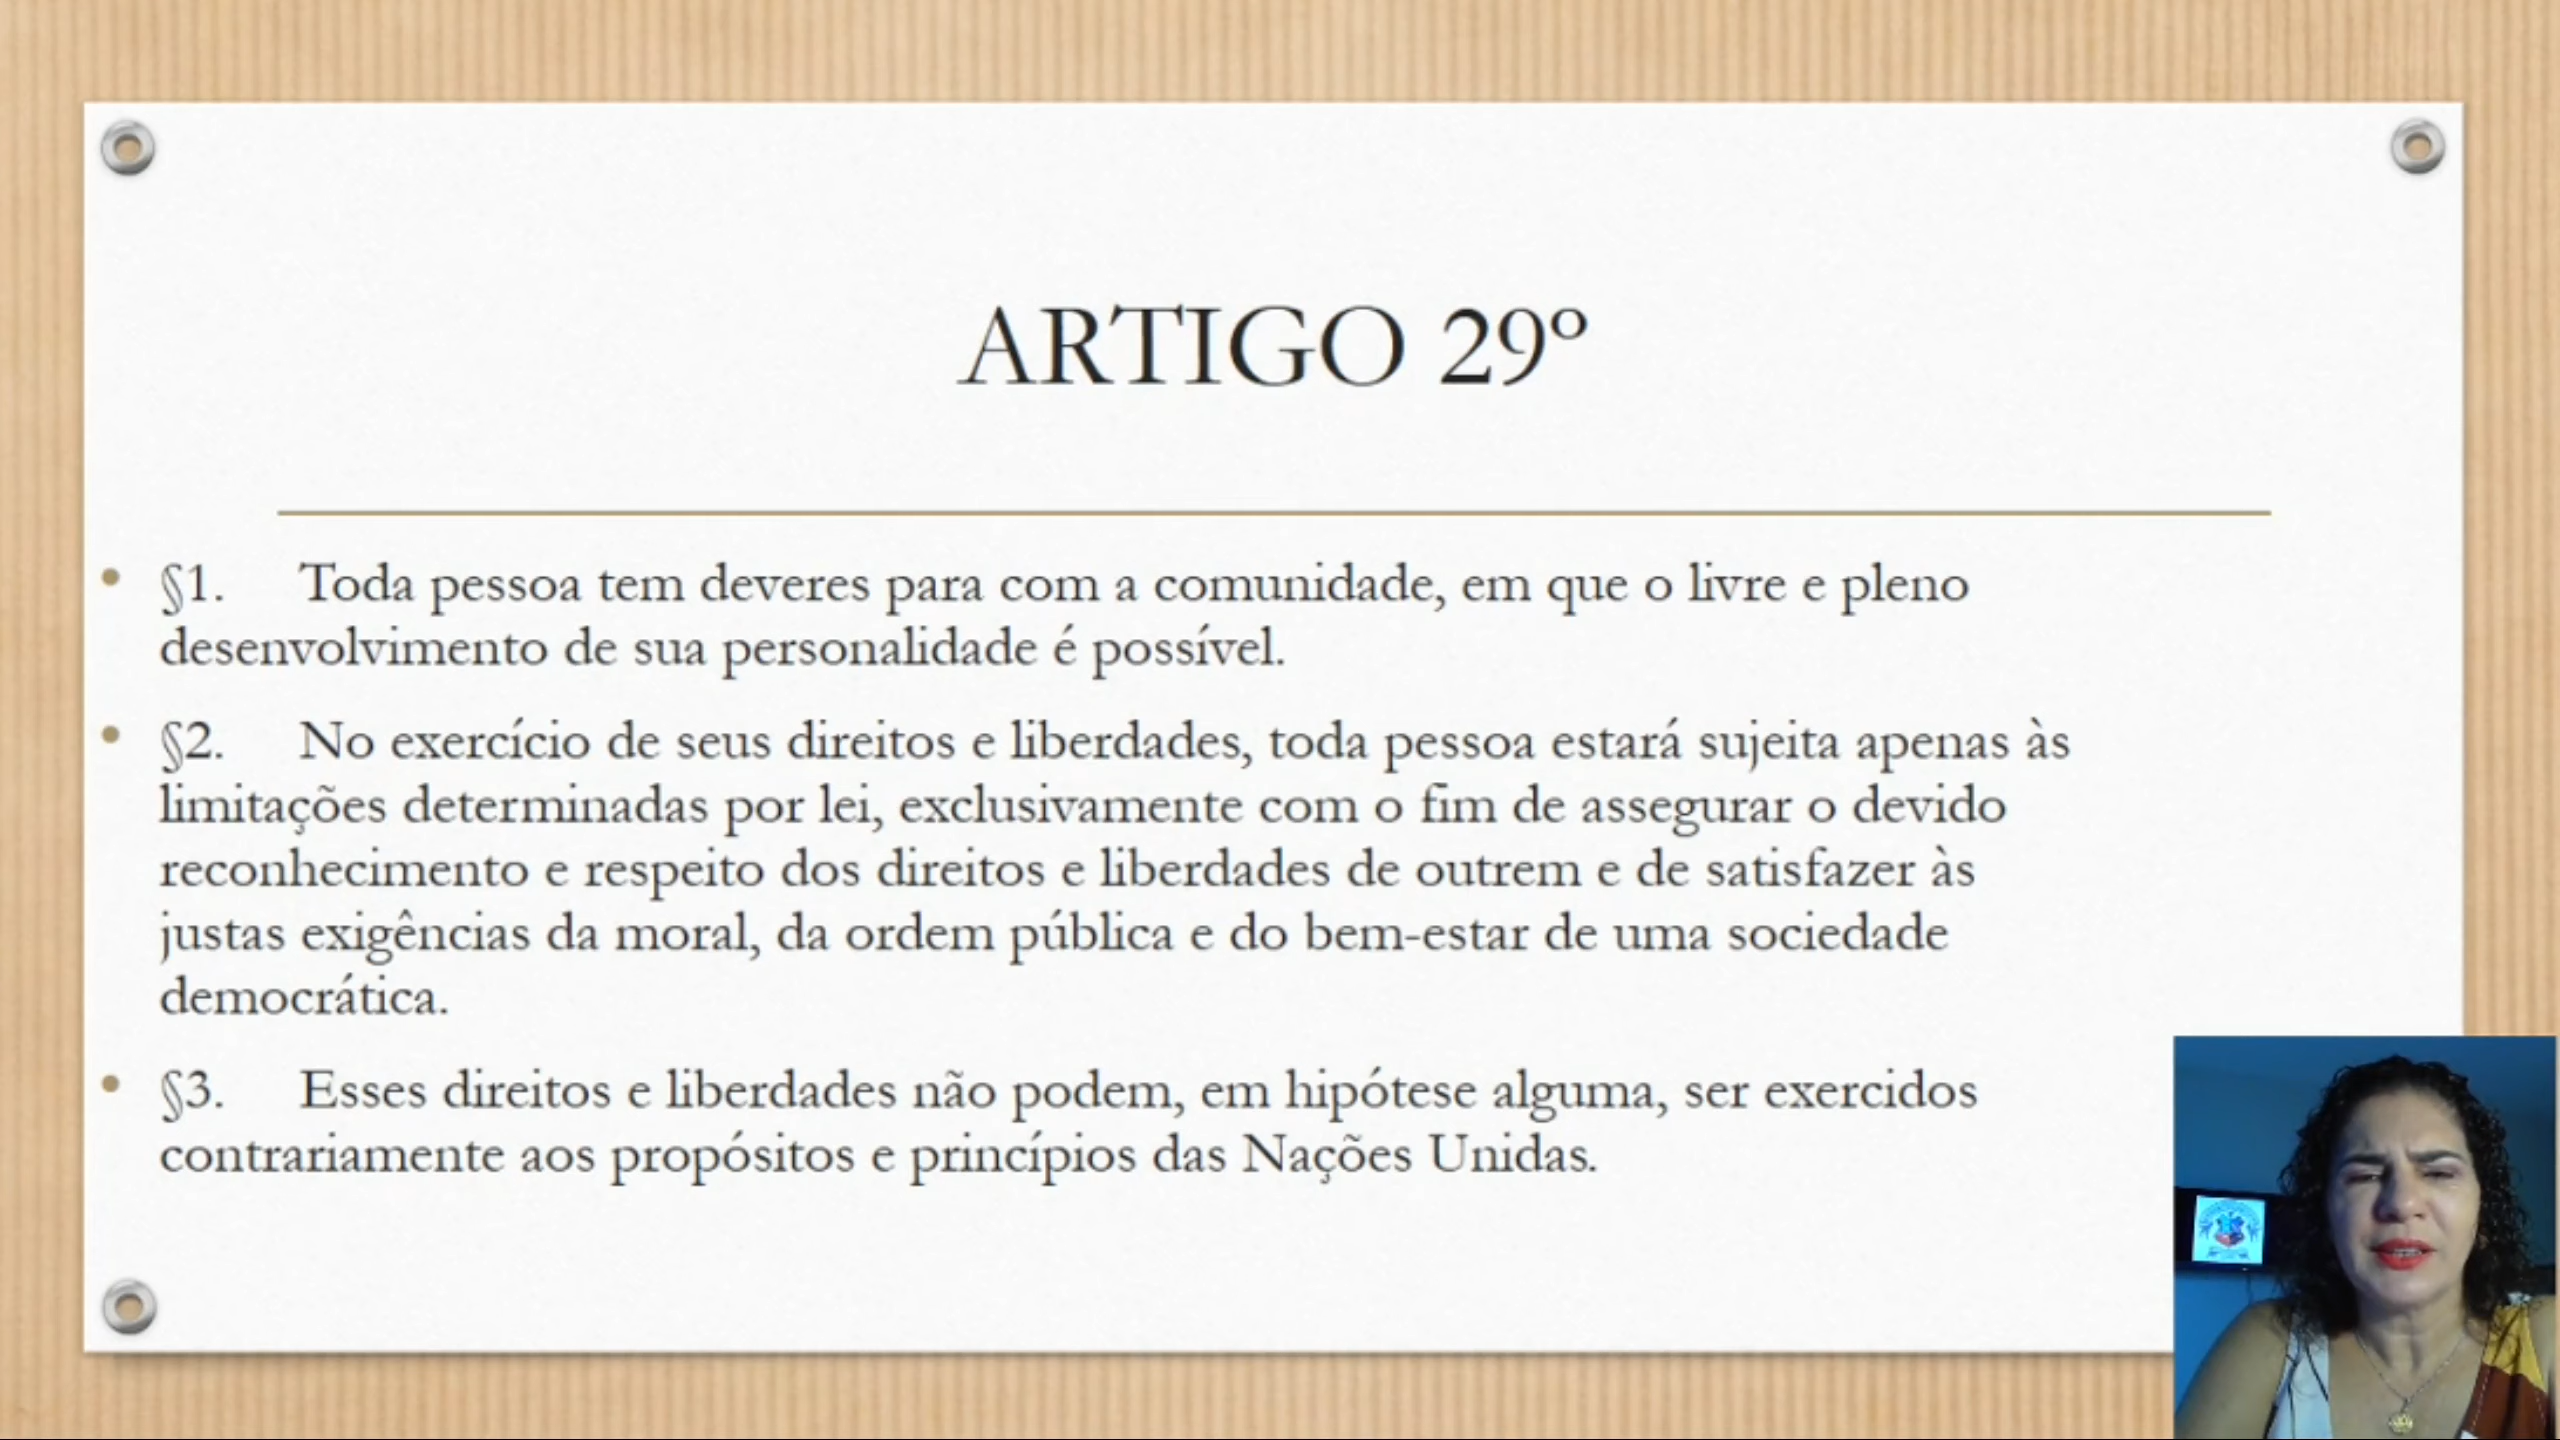 ARTIGO 29º
• §1. Toda pessoa tem deveres para com a comunidade, em que o livre e pleno
desenvolvimento de sua personalidade é possível.
• §2. No exercício de seus direitos e liberdades, toda pessoa estará sujeita apenas às
limitações determinadas por lei, exclusivamente com o fim de assegurar o devido
reconhecimento e respeito dos direitos e liberdades de outrem e de satisfazer às
justas exigências da moral, da ordem pública e do bem-estar de uma sociedade
democrática.
• §3. Esses direitos e liberdades não podem, em hipótese alguma, ser exercidos
contrariamente aos propósitos e princípios das Nações Unidas.